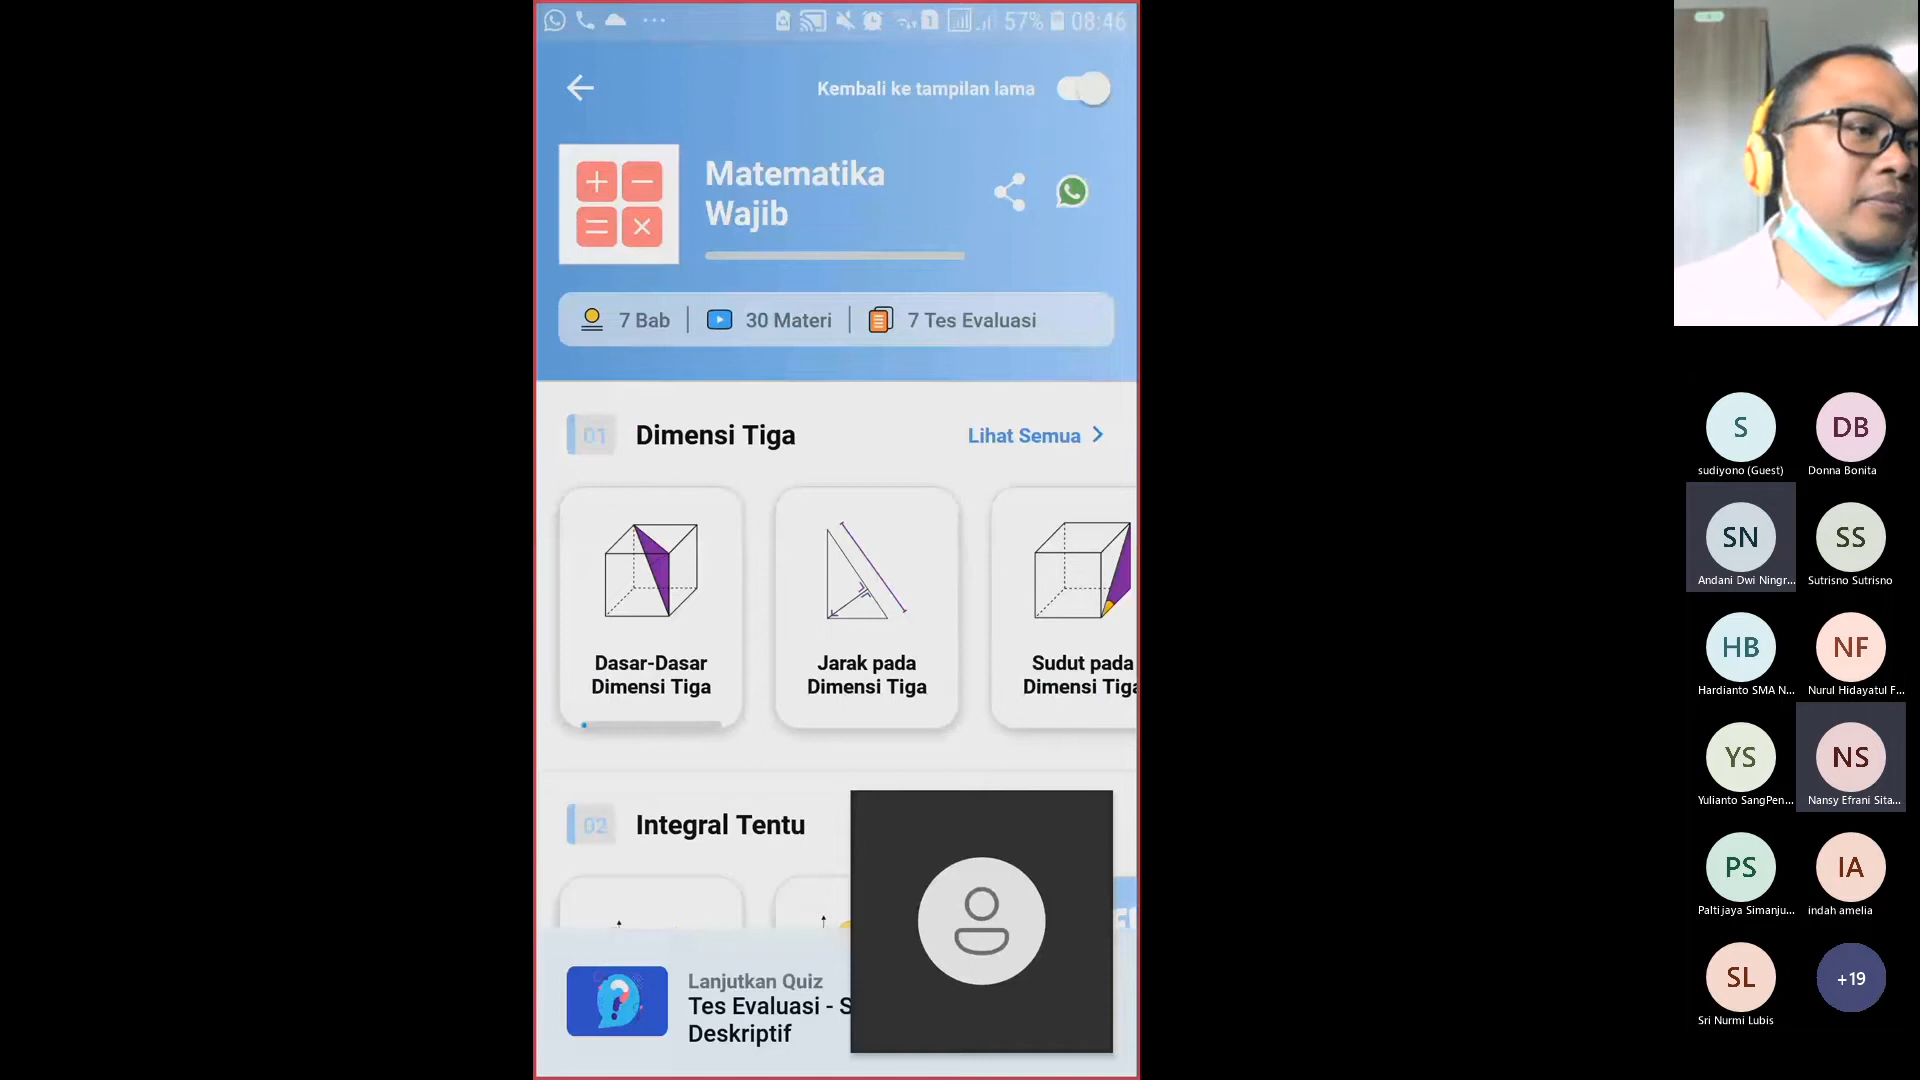 57% 08:46
Kembali ke tampilan lama
Matematika
Wajib
7 Bab
30 Materi
7 Tes Evaluasi
01
Dimensi Tiga
Lihat Semua
Dasar-Dasar
Dimensi Tiga
Jarak pada
Dimensi Tiga
Sudut pada
Dimensi Tiga
02
Integral Tentu
Lanjutkan Quiz
Tes Evaluasi - S
Deskriptif
S
sudiyono (Guest)
DB
Donna Bonita
SN
Andani Dwi Ningr...
SS
Sutrisno Sutrisno
HB
Hardianto SMA N...
NF
Nurul Hidayatul F...
YS
Yulianto SangPen...
NS
Nansy Efrani Sita...
PS
Palti jaya Simanju...
IA
indah amelia
SL
Sri Nurmi Lubis
+19